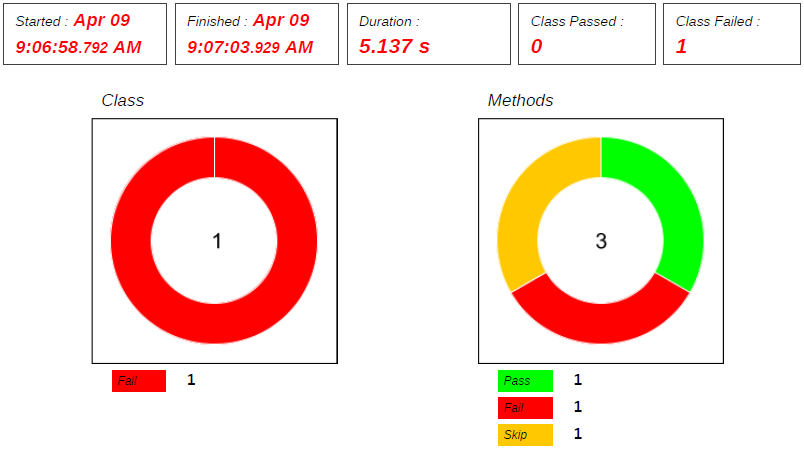 Started : Apr 09
9:06:58.792 AM
Finished : Apr 09
9:07:03.929 AM
Duration :
5.137 s
Class Passed :
0
Class Failed :
1
Class
1
Fail 1
Methods
3
Pass 1
Fail 1
Skip 1